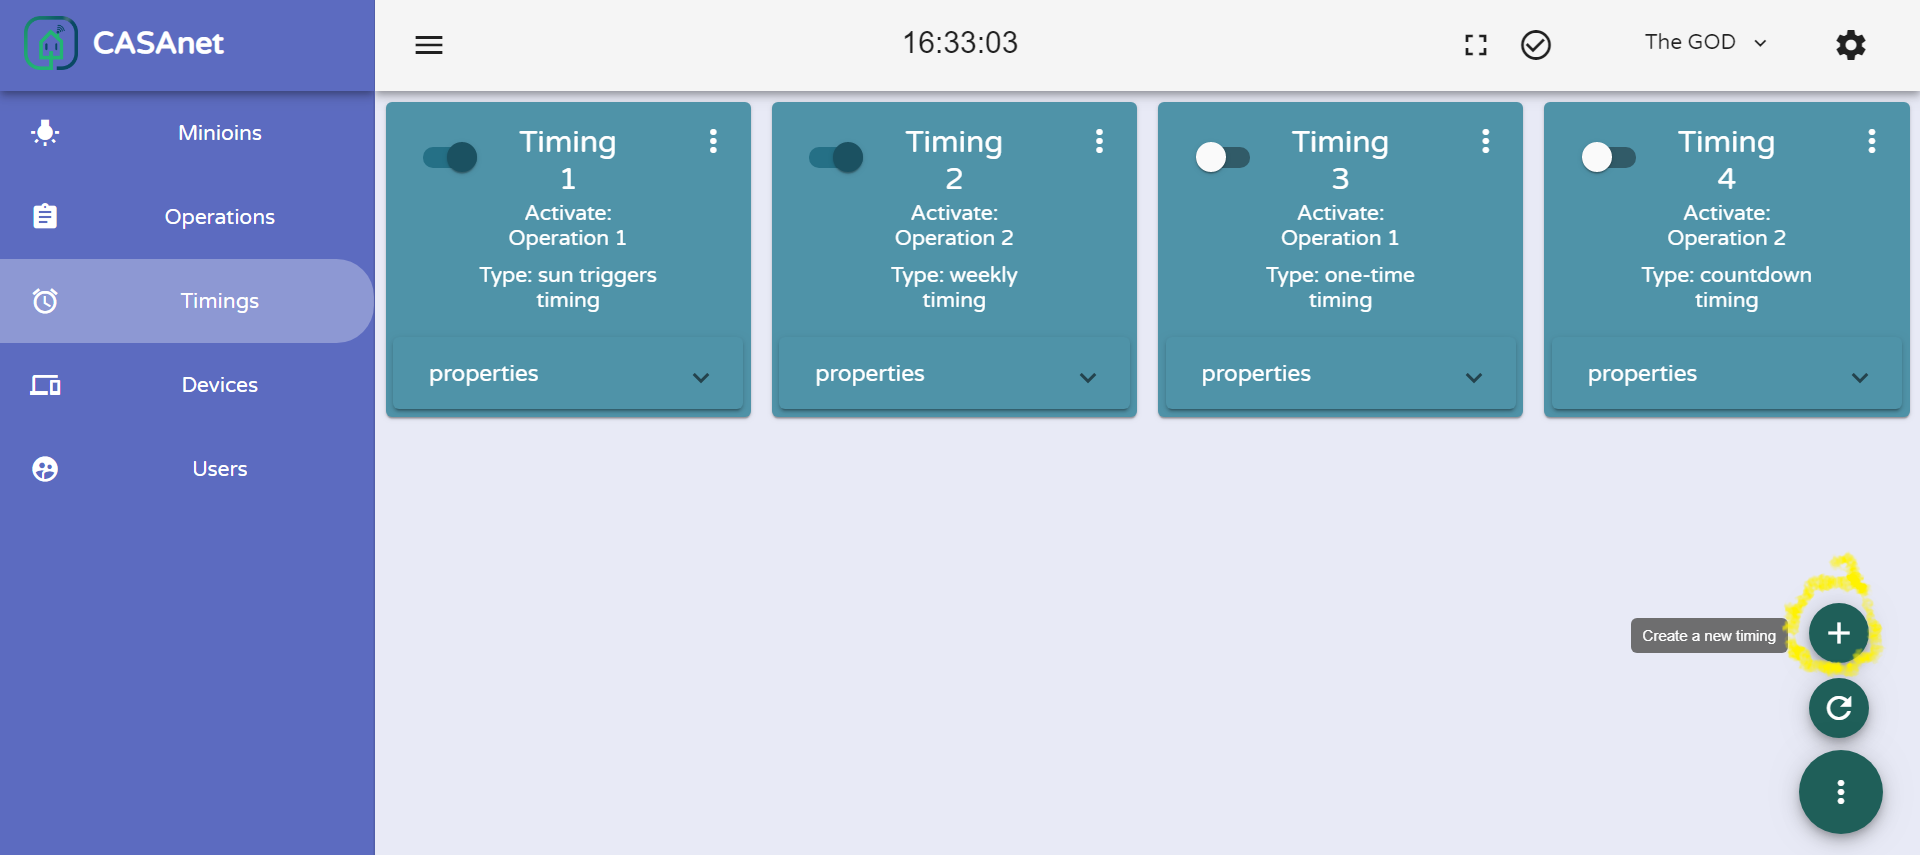 CASAnet
16:33:03
The GOD
Minioins
Operations
Timings
Devices
Users
Timing
1
Activate:
Operation 1
Type: sun triggers
timing
properties
Timing
2
Activate:
Operation 2
Type: weekly
timing
properties
Timing
3
Activate:
Operation 1
Type: one-time
timing
properties
Timing
4
Activate:
Operation 2
Type: countdown
timing
properties
Create a new timing